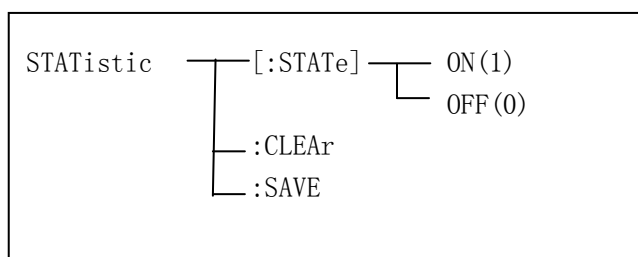 STATistic [:STATe] ON(1)
OFF(0)
:CLEAr
:SAVE